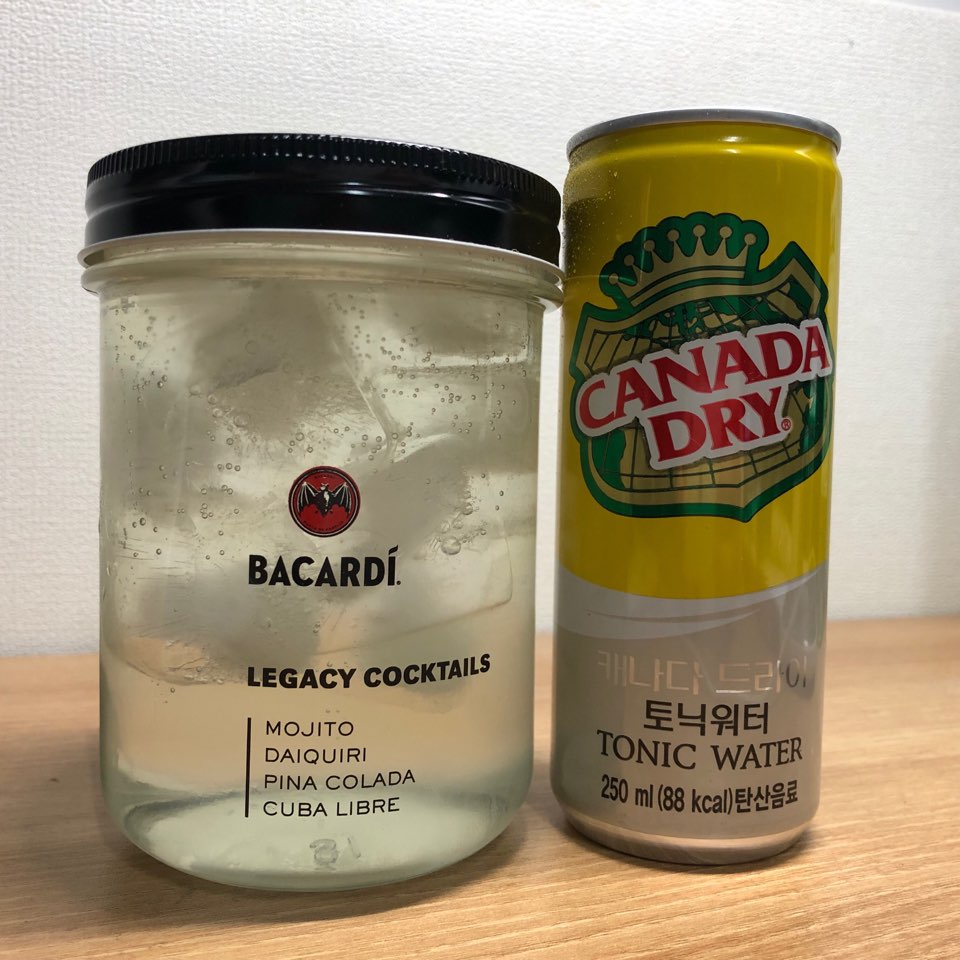 BACARDÍ.
LEGACY COCKTAILS
MOJITO
DAIQUIRI
PINA COLADA
CUBA LIBRE
CANADA
DRY®
캐나다 드라이
토닉워터
TONIC WATER
250 ml (88 kcal) 탄산음료